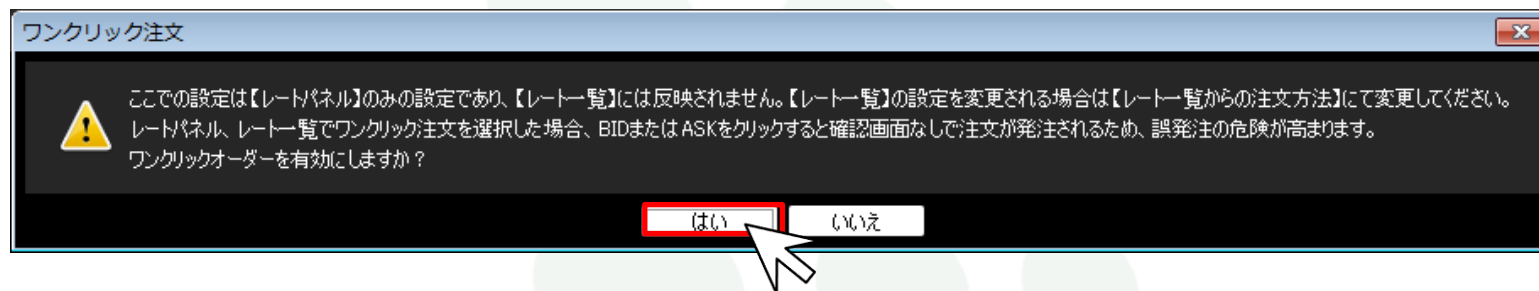 ワンクリック注文
ここでの設定は【レートパネル】のみの設定であり、【レート一覧】には反映されません。【レート一覧】の設定を変更される場合は【レート一覧からの注文方法】にて変更してください。
レートパネル、レート一覧でワンクリック注文を選択した場合、BIDまたはASKをクリックすると確認画面なしで注文が発注されるため、誤発注の危険が高まります。
ワンクリックオーダーを有効にしますか？
はい いいえ